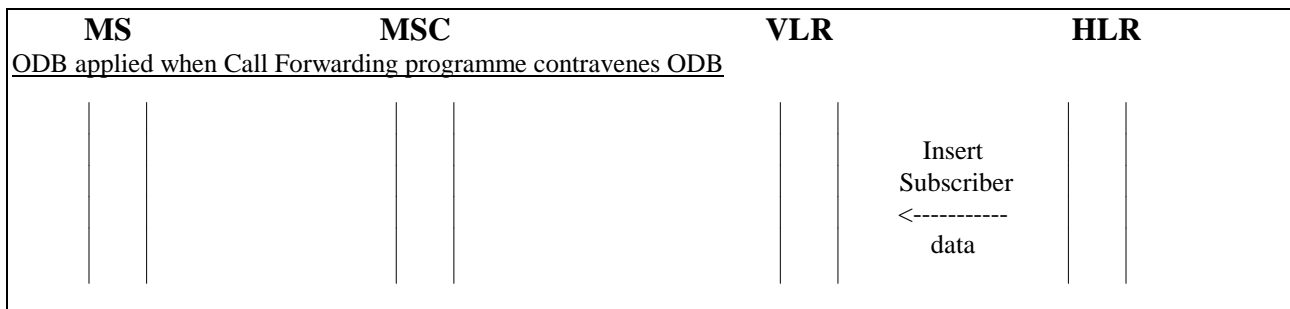 MS MSC VLR HLR
ODB applied when Call Forwarding programme contravenes ODB
Insert
Subscriber
<-----------
data